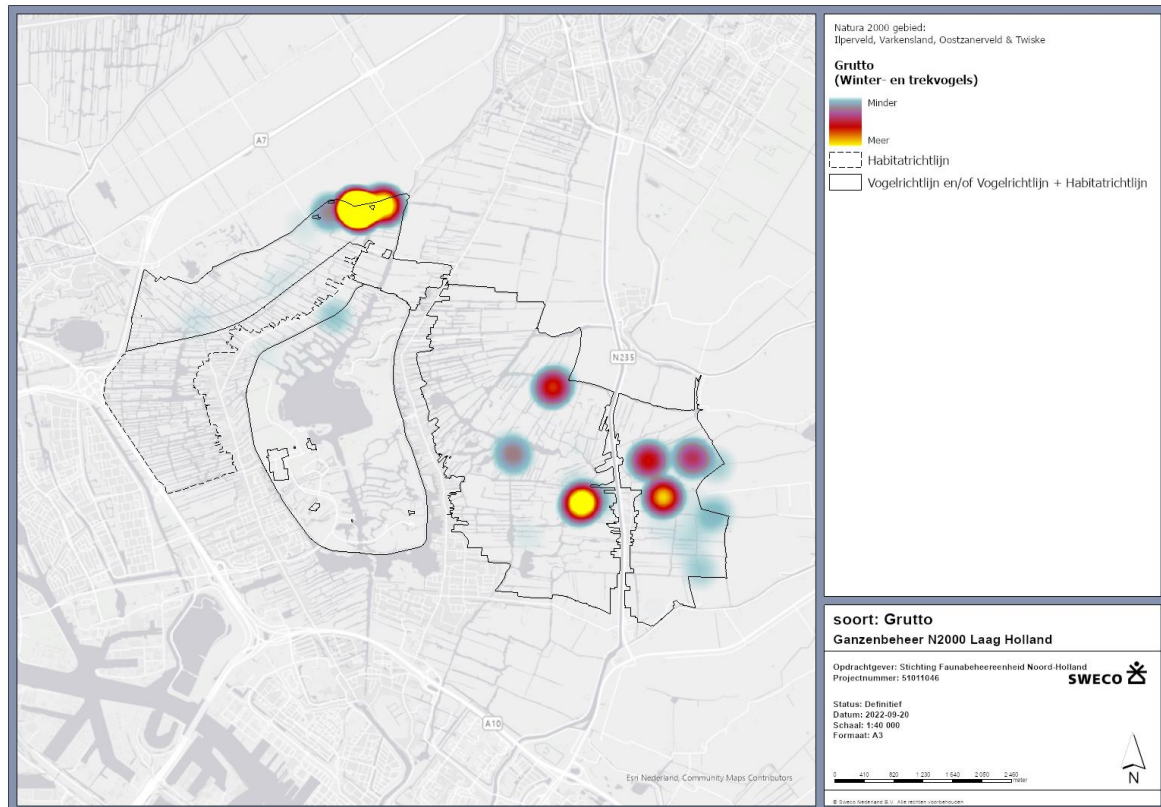 Natura 2000 gebied:
Ilperveld, Varkensland, Oostzanerveld & Twiske
Grutto
(Winter- en trekvogels)
Minder
Meer
Habitatrichtlijn
Vogelrichtlijn en/of Vogelrichtlijn + Habitatrichtlijn
A7
N235
A10
Esri Nederland, Community Maps Contributors
soort: Grutto
Ganzenbeheer N2000 Laag Holland
Opdrachtgever: Stichting Faunabeheereenheid Noord-Holland
Projectnummer: 51011046
SWECO
Status: Definitief
Datum: 2022-09-20
Schaal: 1:40 000
Formaat: A3
0 410 820 1 230 1 640 2 050 2 460
meter
N
© Sweco Nederland B.V. Alle rechten voorbehouden